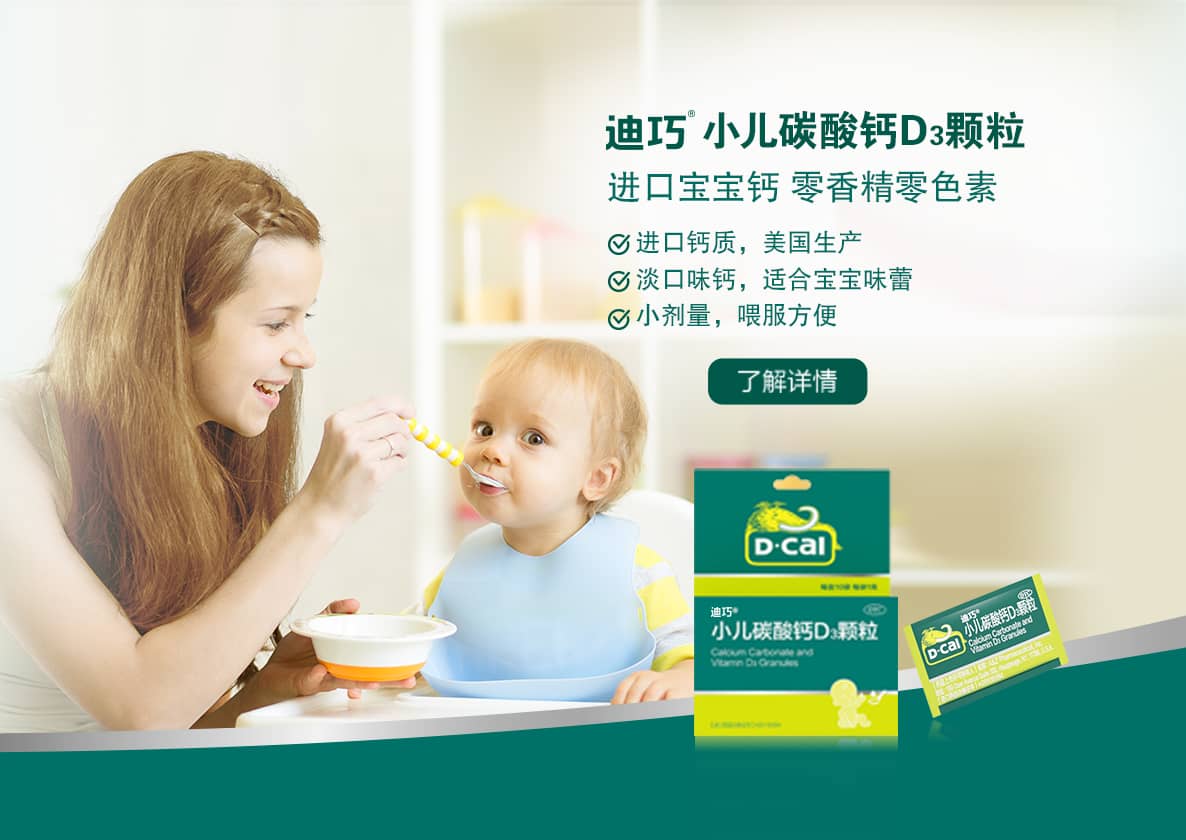 迪巧® 小儿碳酸钙D3颗粒
进口宝宝钙 零香精零色素
进口钙质，美国生产
淡口味钙，适合宝宝味蕾
小剂量，喂服方便
了解详情
D·Cal
迪巧®
OTC
小儿碳酸钙D3颗粒
Calcium Carbonate and
Vitamin D3 Granules
迪巧®
小儿碳酸钙D3颗粒
D·Cal
Calcium Carbonate and
Vitamin D3 Granules